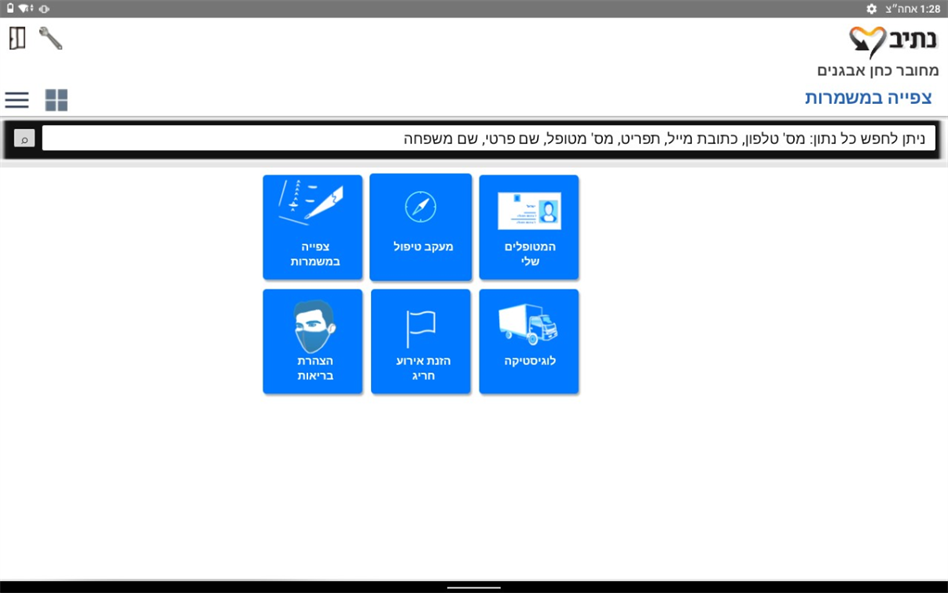 1:28 אחה״צ
נתיב
מחובר כחן אבגנים
צפייה במשמרות
ניתן לחפש כל נתון: מס' טלפון, כתובת מייל, תפריט, מס' מטופל, שם פרטי, שם משפחה
המטופלים
שלי
מעקב טיפול
צפייה
במשמרות
לוגיסטיקה
הזנת אירוע
חריג
הצהרת
בריאות